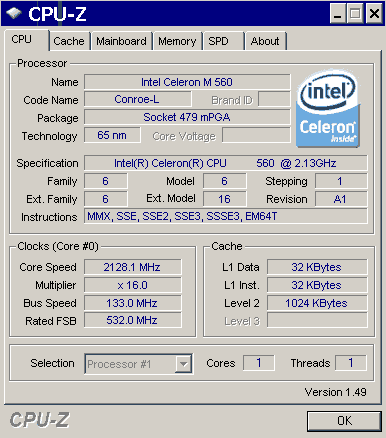 CPU-Z
CPU Cache Mainboard Memory SPD About
Processor
Name Intel Celeron M 560
Code Name Conroe-L Brand ID
Package Socket 479 mPGA
Technology 65 nm Core Voltage
intel
Celeron
inside
Specification Intel(R) Celeron(R) CPU 560 @ 2.13GHz
Family 6 Model 6 Stepping 1
Ext. Family 6 Ext. Model 16 Revision A1
Instructions MMX, SSE, SSE2, SSE3, SSSE3, EM64T
Clocks (Core #0)
Core Speed 2128.1 MHz
Multiplier x 16.0
Bus Speed 133.0 MHz
Rated FSB 532.0 MHz
Cache
L1 Data 32 KBytes
L1 Inst. 32 KBytes
Level 2 1024 KBytes
Level 3
Selection Processor #1 Cores 1 Threads 1
Version 1.49
CPU-Z OK